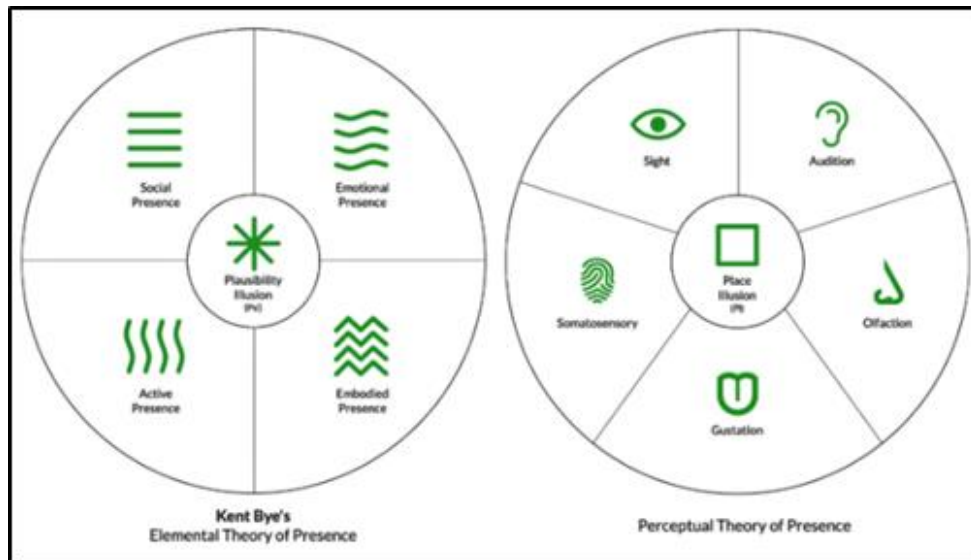 Social
Presence
Emotional
Presence
Plausibility
Illusion
Active
Presence
Embodied
Presence
Kent Bye's
Elemental Theory of Presence
Sight
Audition
Somatosensory
Place
Illusion
(PI)
Olfaction
Gustation
Perceptual Theory of Presence